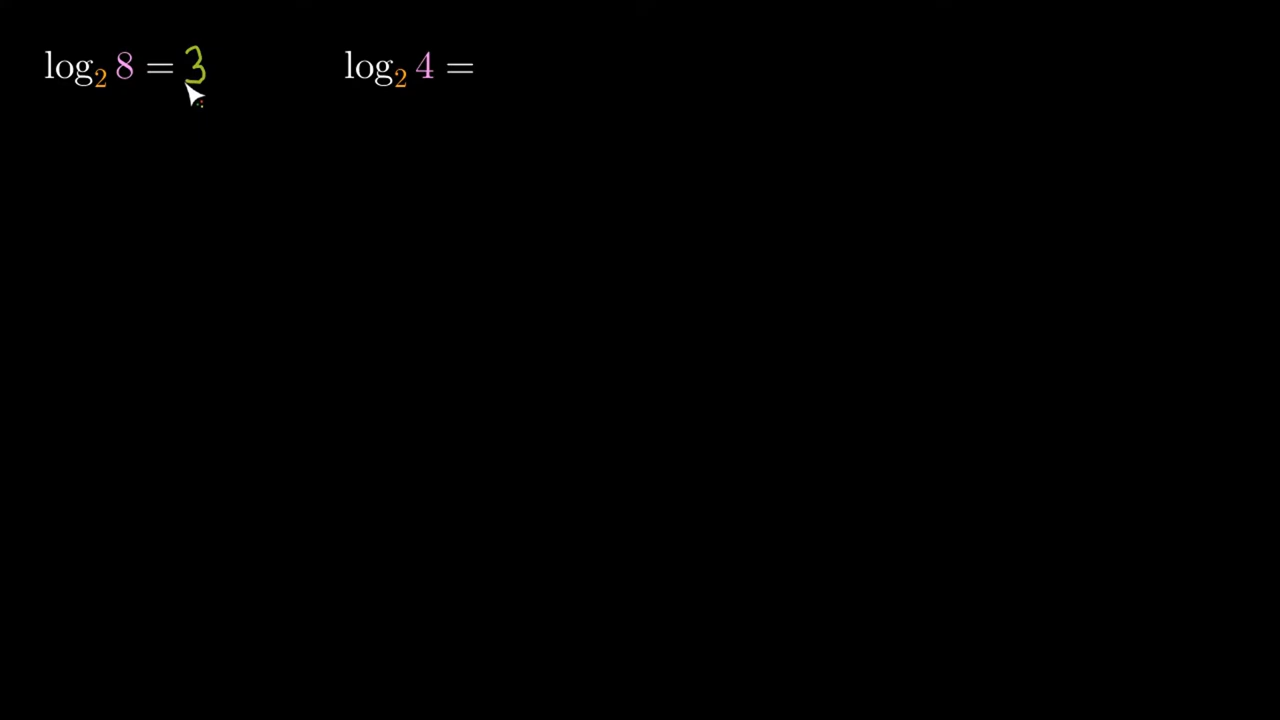 log₂ 8 = 3 log₂ 4 =